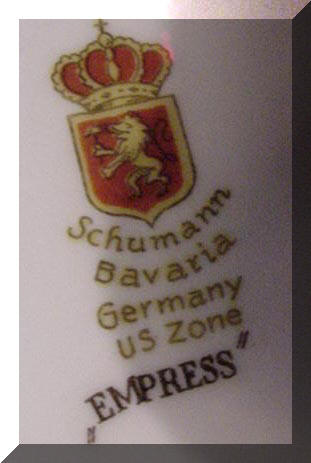 Schumann
Bavaria
Germany
US Zone
„EMPRESS"